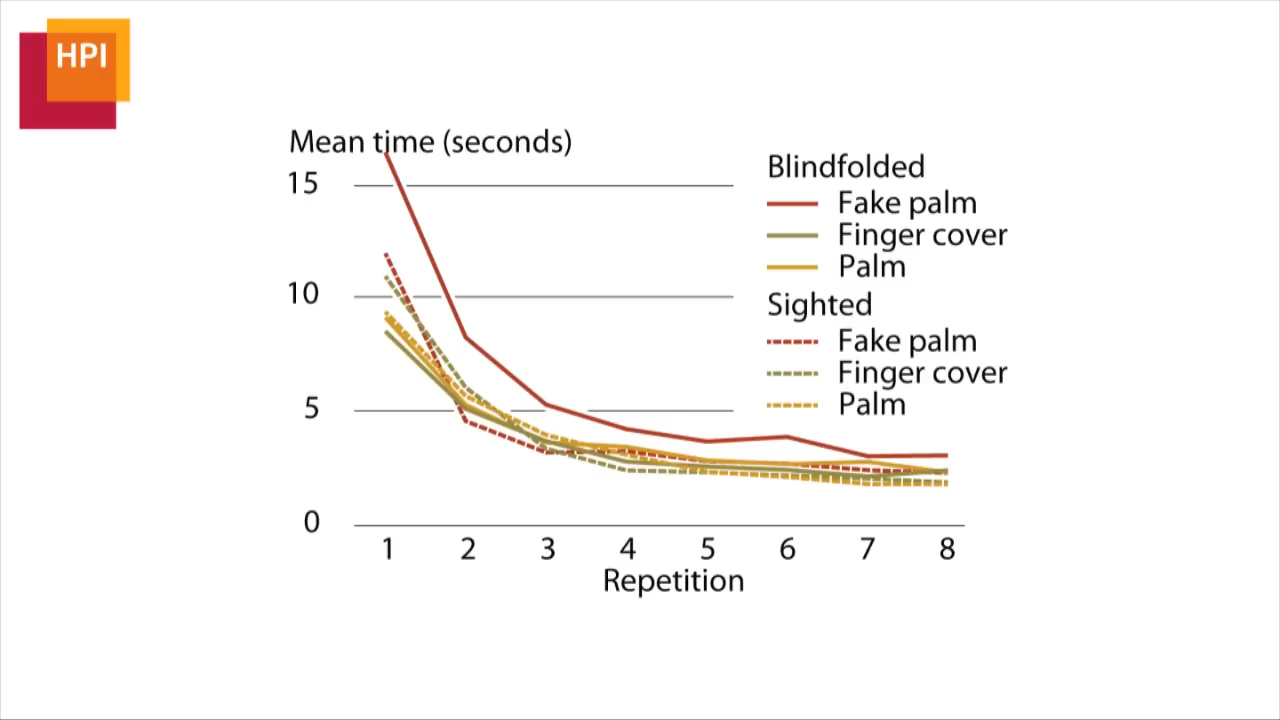 HPI
Mean time (seconds)
15
10
5
0
1 2 3 4 5 6 7 8
Repetition
Blindfolded
Fake palm
Finger cover
Palm
Sighted
Fake palm
Finger cover
Palm